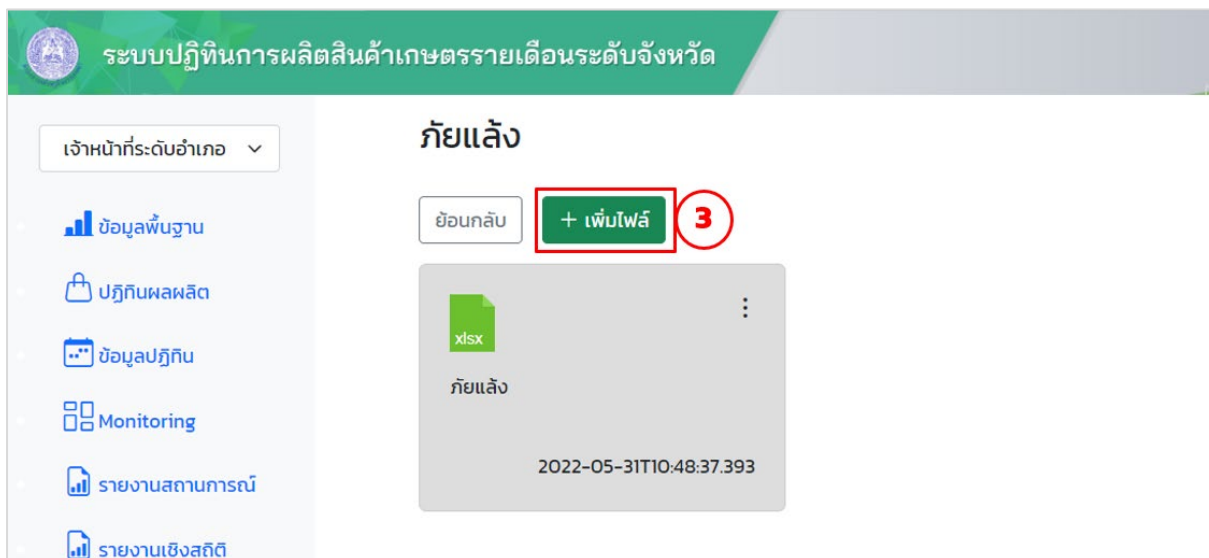 ระบบปฏิทินการผลิตสินค้าเกษตรรายเดือนระดับจังหวัด
เจ้าหน้าที่ระดับอำเภอ
ข้อมูลพื้นฐาน
ปฏิทินผลผลิต
ข้อมูลปฏิทิน
Monitoring
รายงานสถานการณ์
รายงานเชิงสถิติ
ภัยแล้ง
ย้อนกลับ
+ เพิ่มไฟล์
3
xlsx
ภัยแล้ง
2022-05-31T10:48:37.393